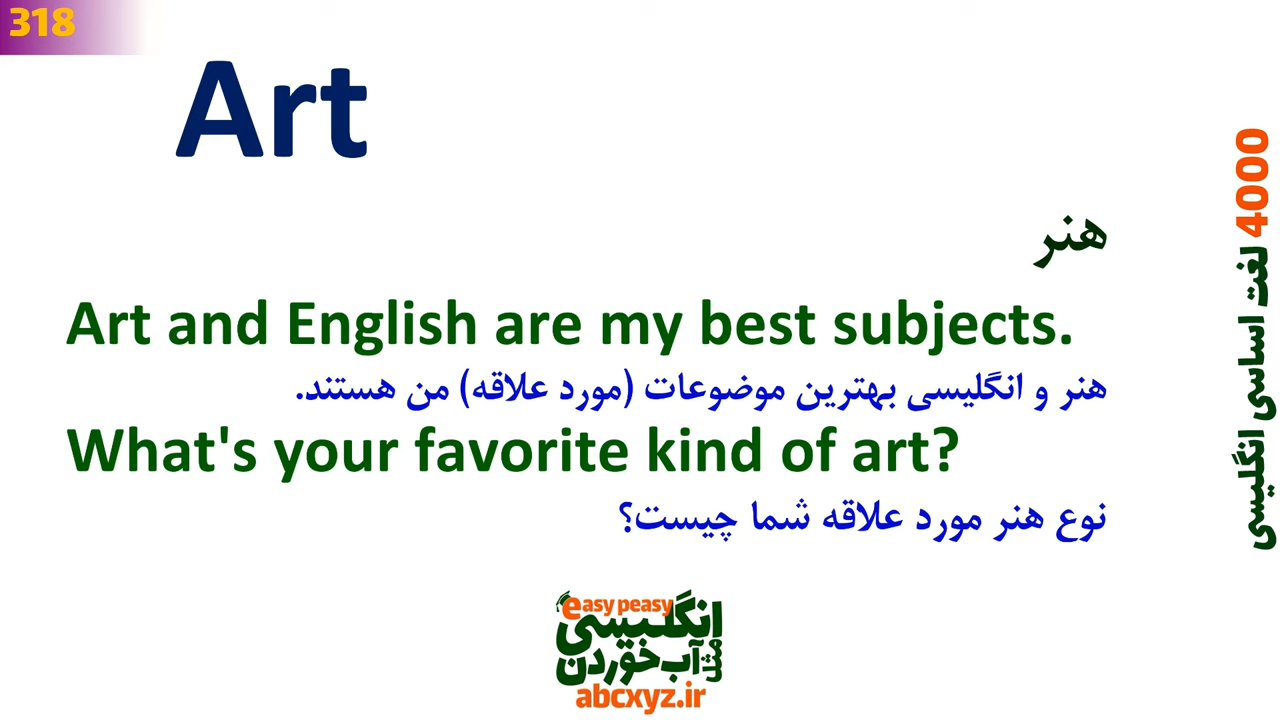 318
Art
هنر
Art and English are my best subjects.
هنر و انگلیسی بهترین موضوعات (مورد علاقه) من هستند.
What's your favorite kind of art?
نوع هنر مورد علاقه شما چیست؟
4000 لغت اساسی انگلیسی
easy peasy
انگلیسی
مثل آب خوردن
abcxyz.ir